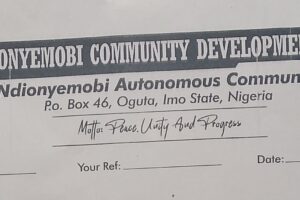 ONYEMOBI COMMUNITY DEVELOPME
Ndionyemobi Autonomous Commun
P.o. Box 46, Oguta, Imo State, Nigeria
Motto: Peace, Unity And Progress
Your Ref:
Date: